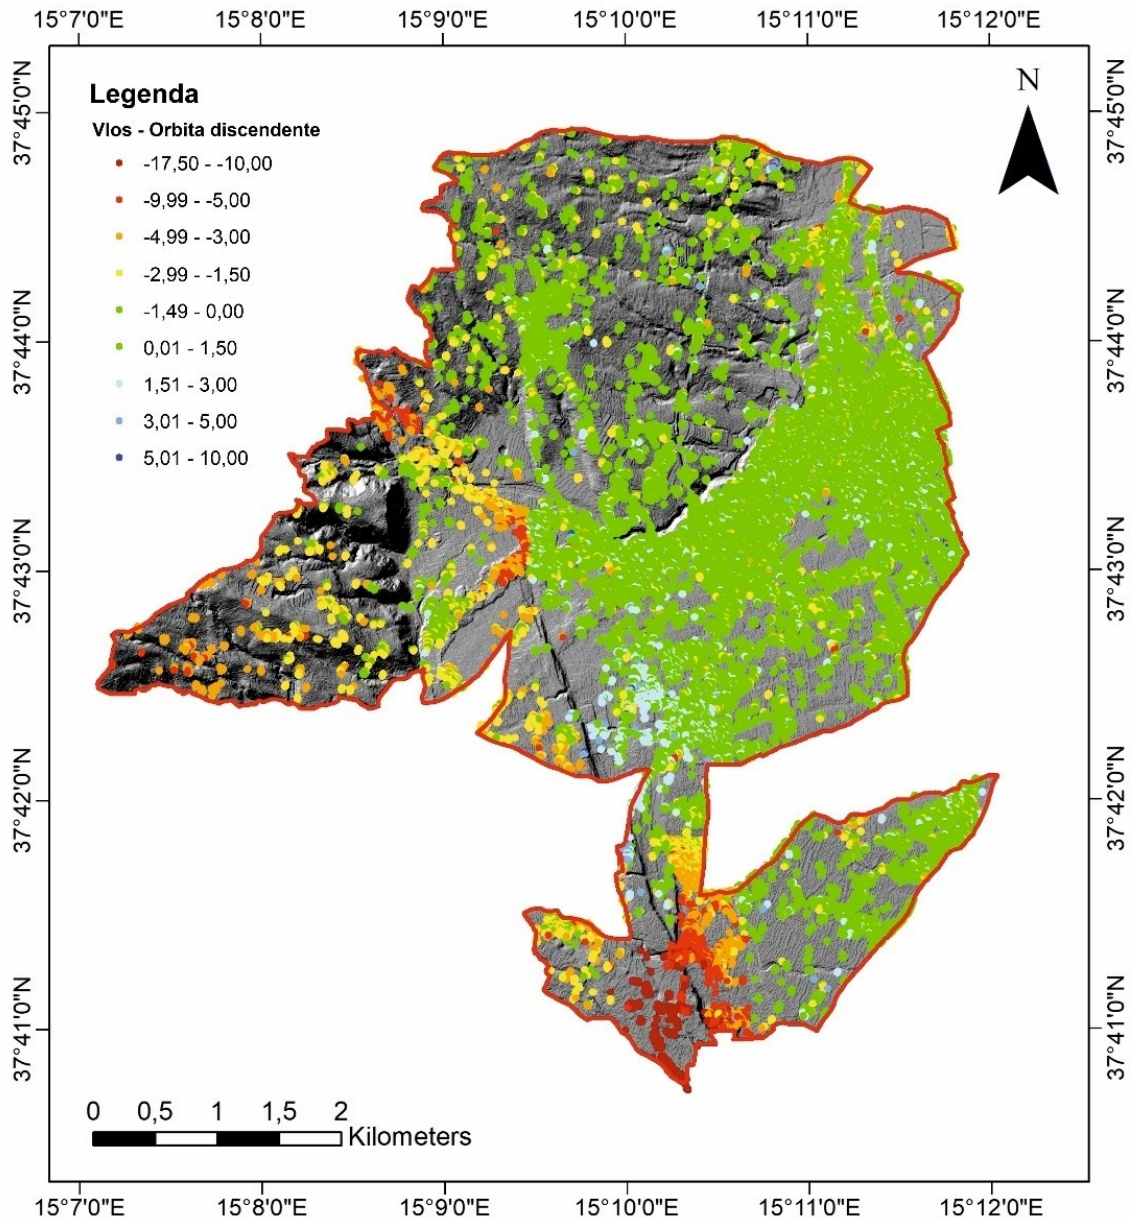 15°7'0"E 15°8'0"E 15°9'0"E 15°10'0"E 15°11'0"E 15°12'0"E
N
Legenda
Vlos - Orbita discendente
-17,50 - -10,00
-9,99 - -5,00
-4,99 - -3,00
-2,99 - -1,50
-1,49 - 0,00
0,01 - 1,50
1,51 - 3,00
3,01 - 5,00
5,01 - 10,00
37°45'0"N 37°45'0"N
37°44'0"N 37°44'0"N
37°43'0"N 37°43'0"N
37°42'0"N 37°42'0"N
37°41'0"N 37°41'0"N
0 0,5 1 1,5 2
Kilometers
15°7'0"E 15°8'0"E 15°9'0"E 15°10'0"E 15°11'0"E 15°12'0"E